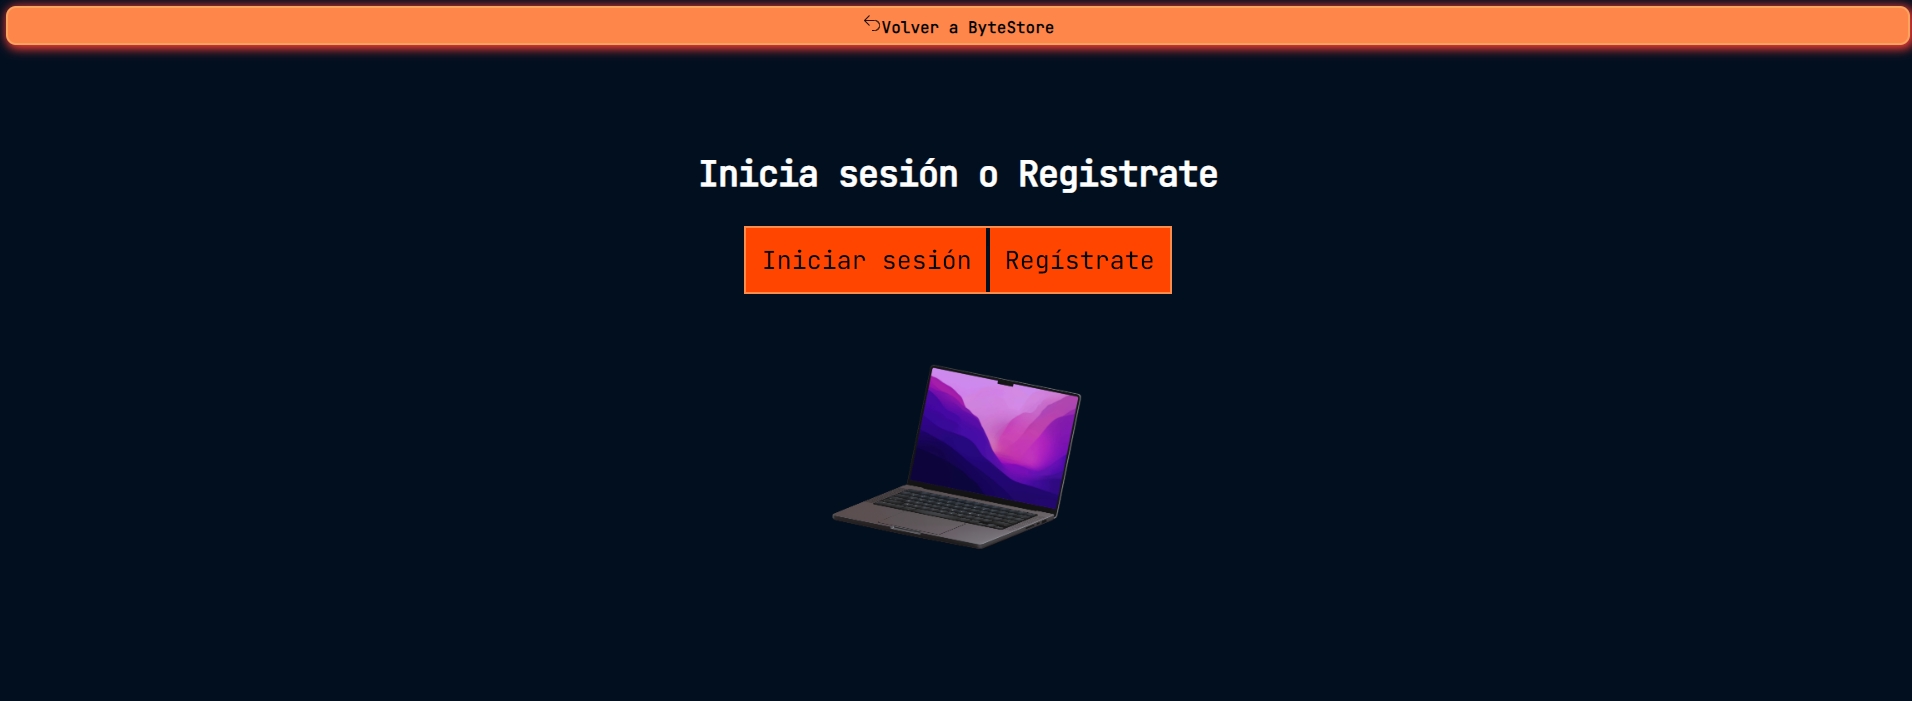 Volver a ByteStore
Inicia sesión o Registrate
Iniciar sesión
Regístrate